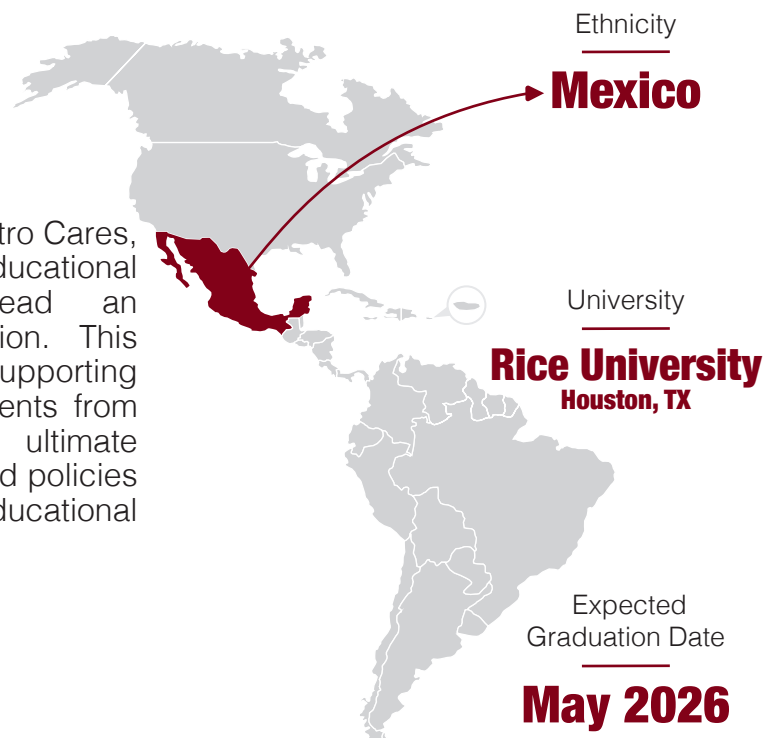 Ethnicity
Mexico
tro Cares,
ducational
ead an
ion. This
upporting
ents from
ultimate
d policies
ducational
University
Rice University
Houston, TX
Expected
Graduation Date
May 2026